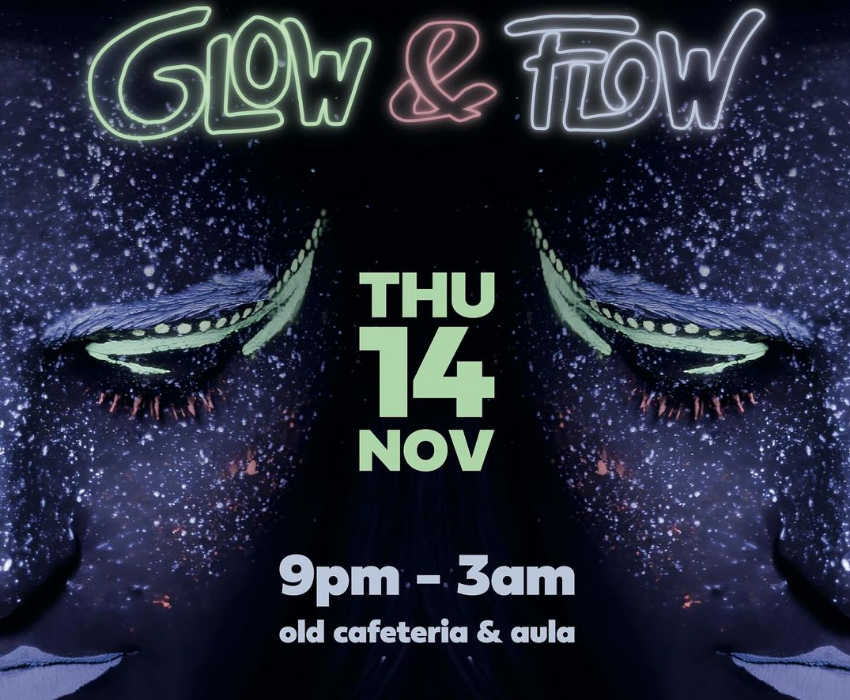 GLOW & FLOW
THU
14
NOV
9pm – 3am
old cafeteria & aula